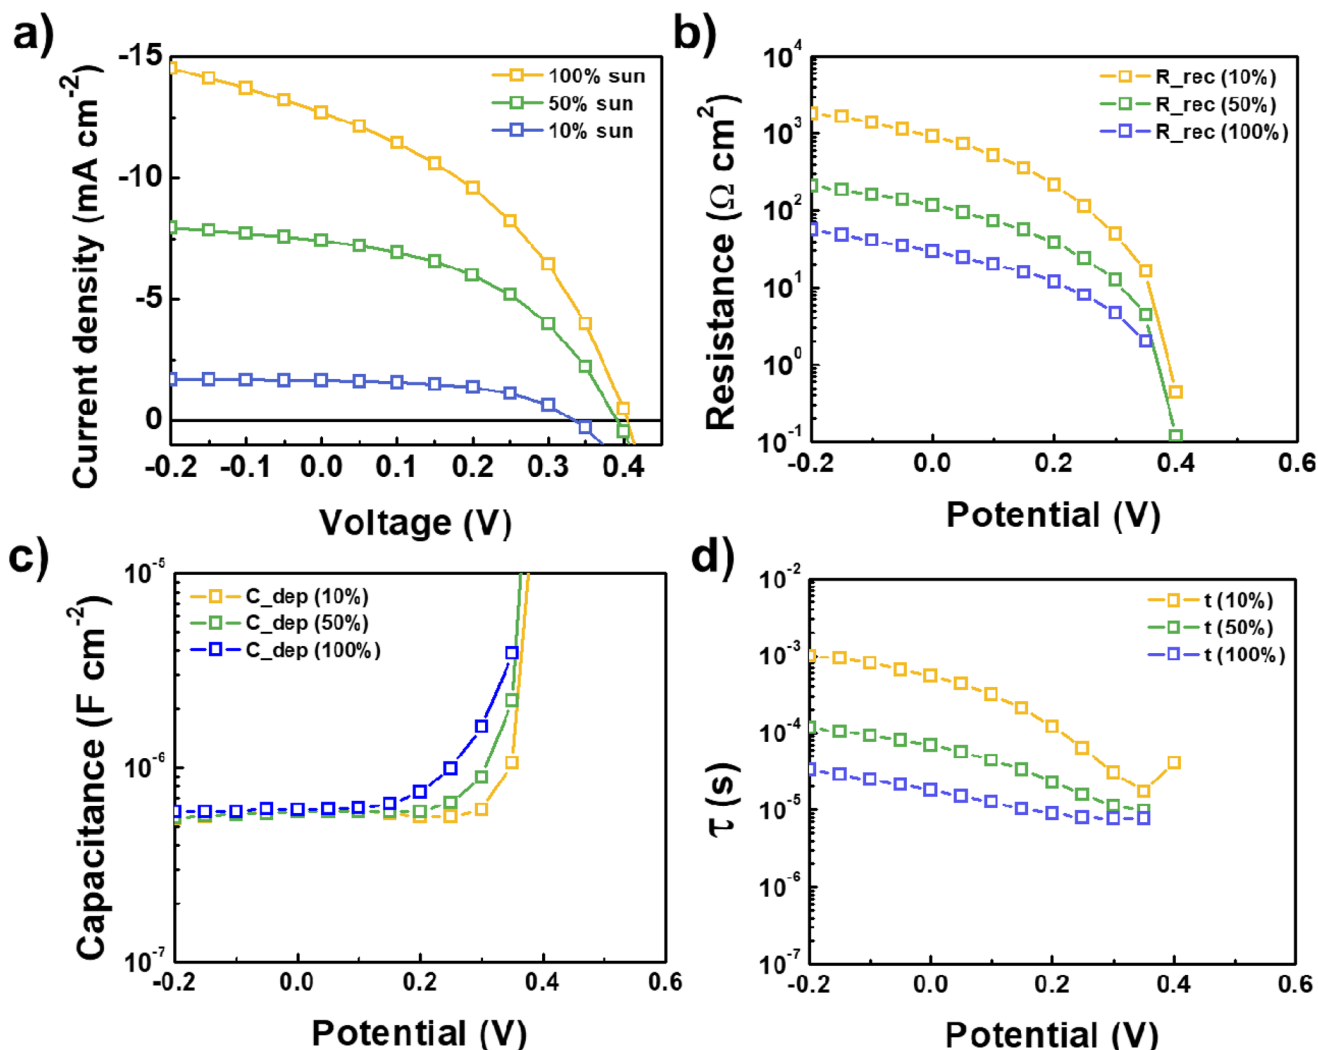 a)
-15
-10
-5
0
Current density (mA cm-2)
100% sun
50% sun
10% sun
-0.2 -0.1 0.0 0.1 0.2 0.3 0.4
Voltage (V)
b)
10^4
10^3
10^2
10^1
10^0
10^-1
Resistance (Ω cm^2)
R_rec (10%)
R_rec (50%)
R_rec (100%)
-0.2 0.0 0.2 0.4 0.6
Potential (V)
c)
10^-5
10^-6
10^-7
Capacitance (F cm^-2)
C_dep (10%)
C_dep (50%)
C_dep (100%)
-0.2 0.0 0.2 0.4 0.6
Potential (V)
d)
10^-2
10^-3
10^-4
10^-5
10^-6
10^-7
τ (s)
t (10%)
t (50%)
t (100%)
-0.2 0.0 0.2 0.4 0.6
Potential (V)